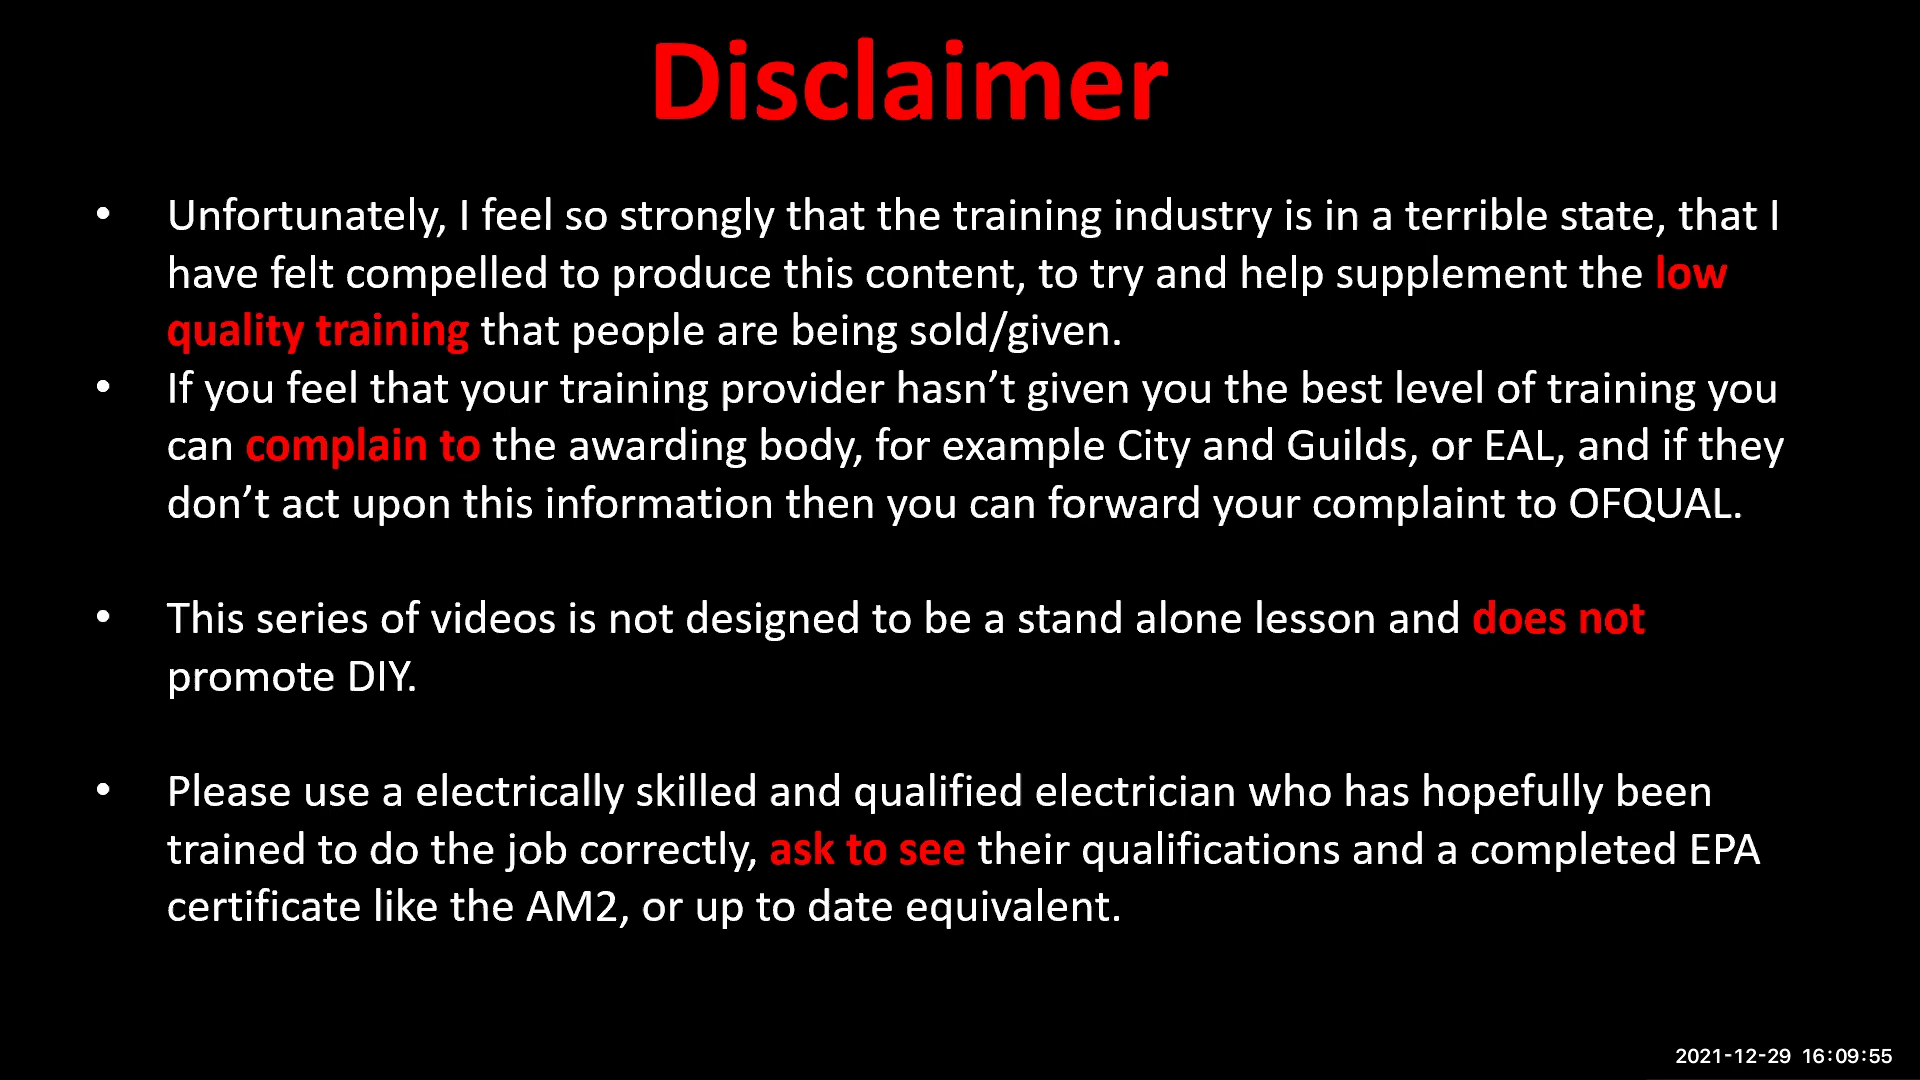 Disclaimer
• Unfortunately, I feel so strongly that the training industry is in a terrible state, that I
have felt compelled to produce this content, to try and help supplement the low
quality training that people are being sold/given.
• If you feel that your training provider hasn’t given you the best level of training you
can complain to the awarding body, for example City and Guilds, or EAL, and if they
don’t act upon this information then you can forward your complaint to OFQUAL.
• This series of videos is not designed to be a stand alone lesson and does not
promote DIY.
• Please use a electrically skilled and qualified electrician who has hopefully been
trained to do the job correctly, ask to see their qualifications and a completed EPA
certificate like the AM2, or up to date equivalent.
2021-12-29 16:09:55